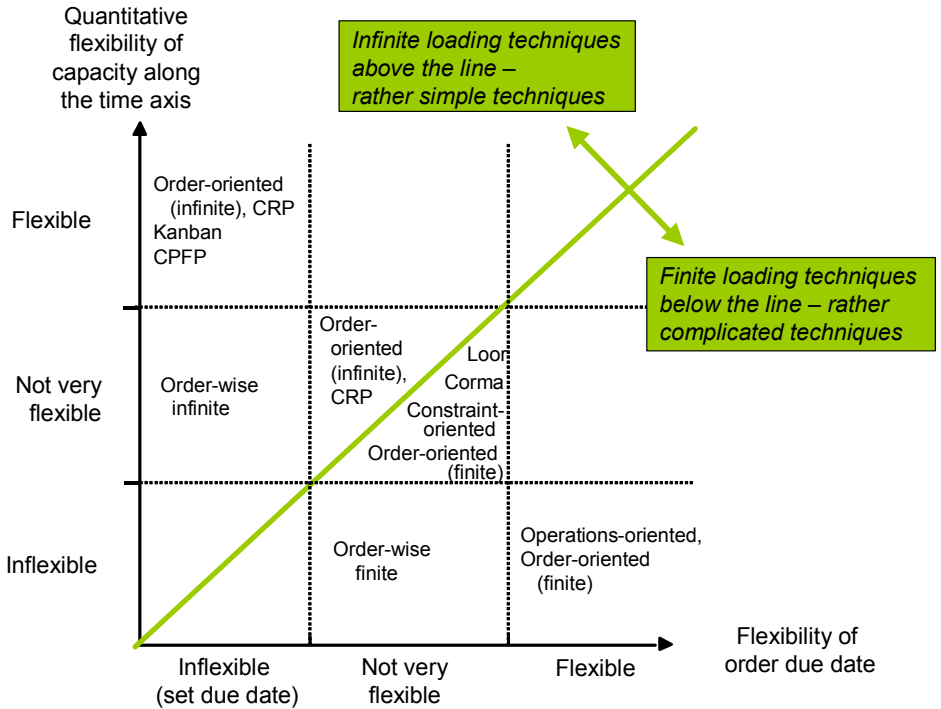 Quantitative
flexibility of
capacity along
the time axis
Infinite loading techniques
above the line –
rather simple techniques
Flexible
Order-oriented
(infinite), CRP
Kanban
CPFP
Finite loading techniques
below the line – rather
complicated techniques
Not very
flexible
Order-wise
infinite
Order-
oriented
(infinite),
CRP
Loor
Corma
Constraint-
oriented
Order-oriented
(finite)
Inflexible
Order-wise
finite
Operations-oriented,
Order-oriented
(finite)
Inflexible
(set due date)
Not very
flexible
Flexible
Flexibility of
order due date